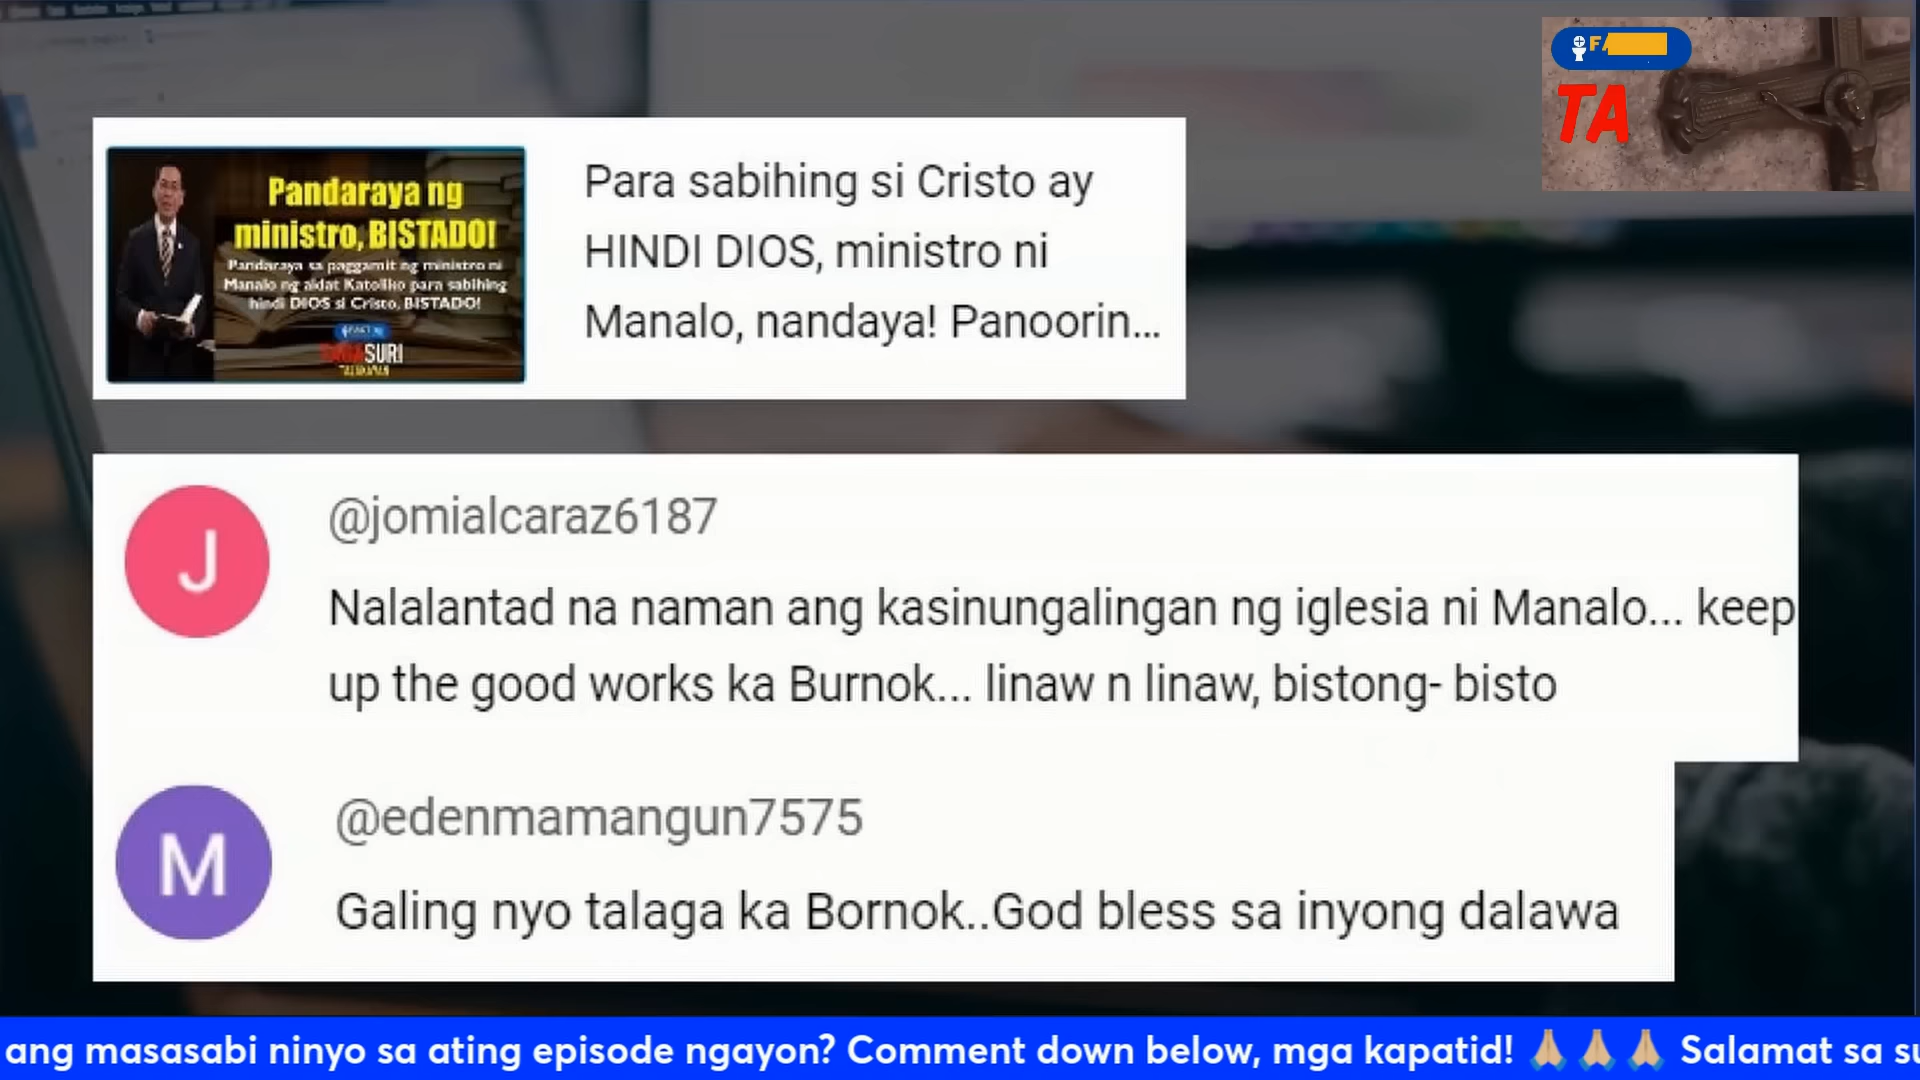 TA
Pandaraya ng
ministro, BISTADO!
Pandaraya sa paggamit ng ministro ni
Manalo ng aklat Katoliko para sabihing
hindi DIOS si Cristo, BISTADO!
SURI
Para sabihing si Cristo ay
HINDI DIOS, ministro ni
Manalo, nandaya! Panoorin...
J
@jomialcaraz6187
Nalalantad na naman ang kasinungalingan ng iglesia ni Manalo... keep
up the good works ka Burnok... linaw n linaw, bistong- bisto
M
@edenmamangun7575
Galing nyo talaga ka Bornok..God bless sa inyong dalawa
ang masasabi ninyo sa ating episode ngayon? Comment down below, mga kapatid! 🙏🏼🙏🏼🙏🏼 Salamat sa